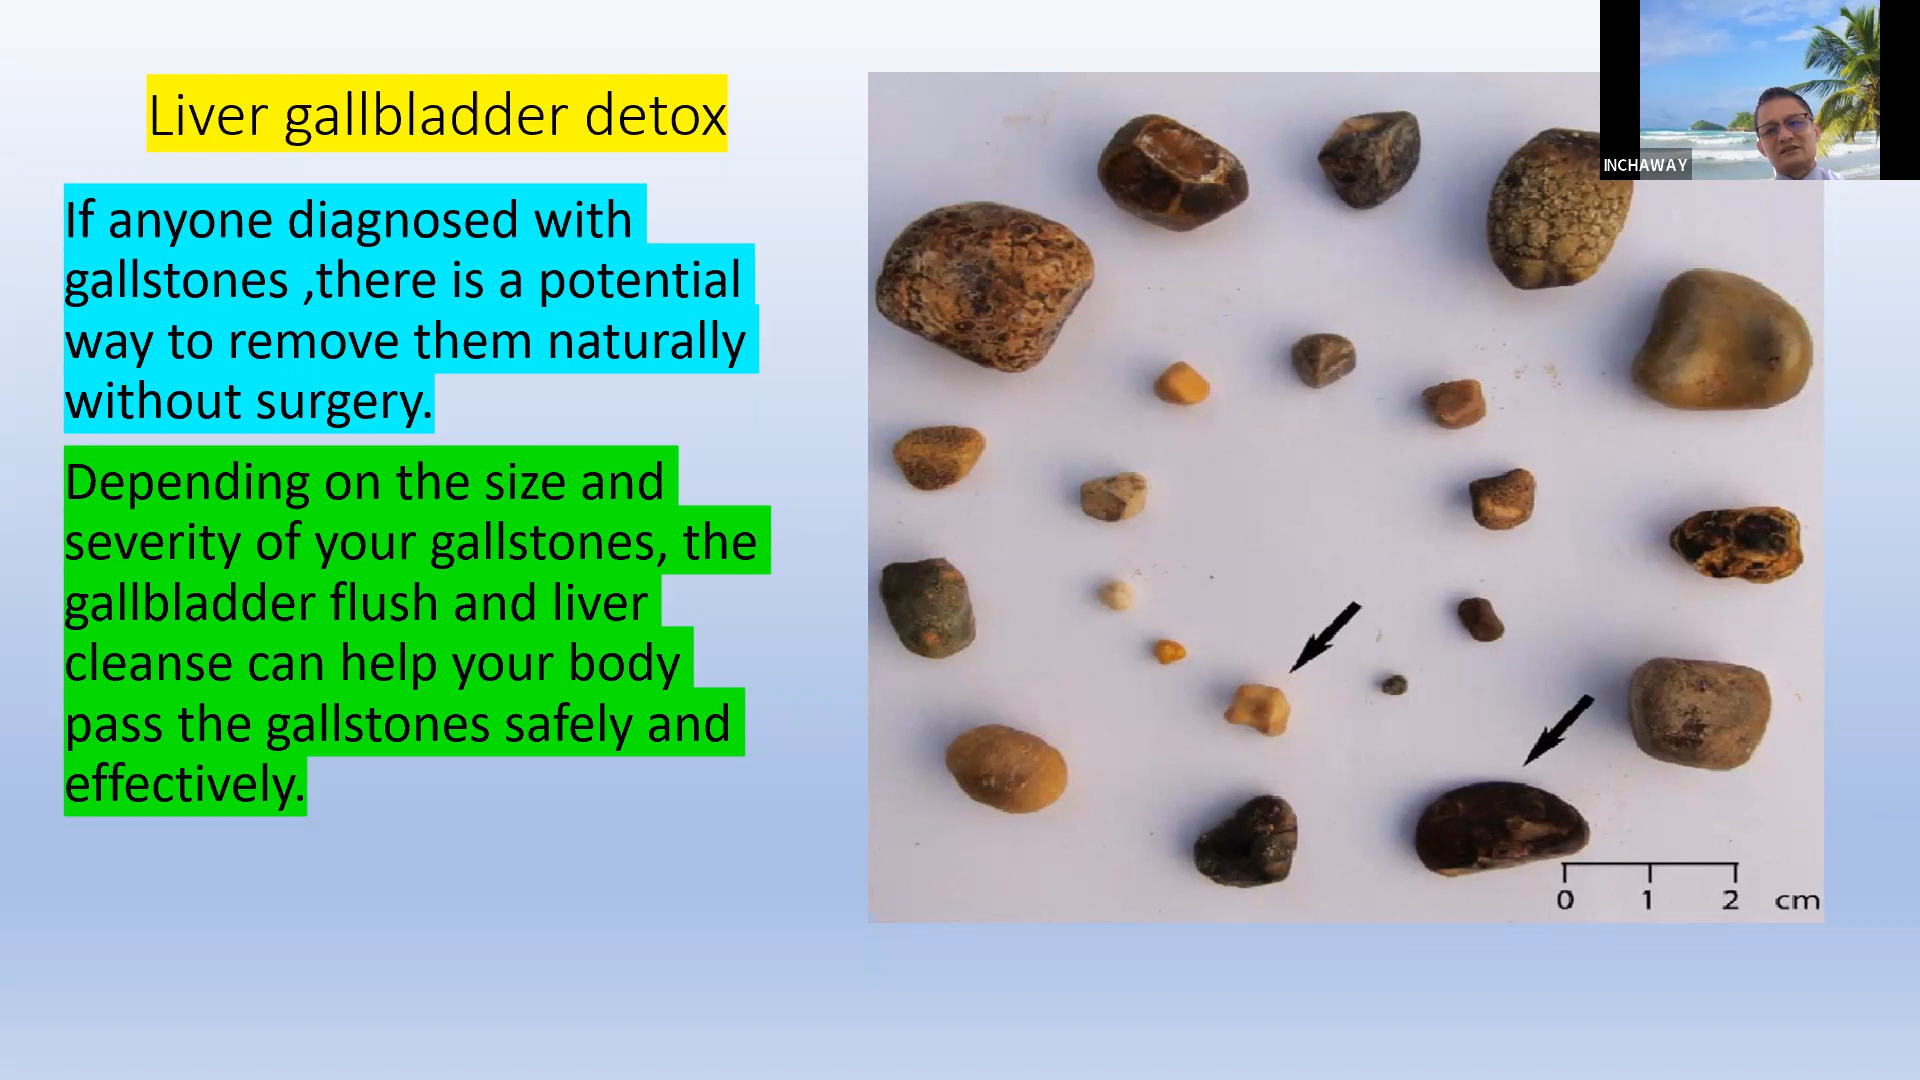 Liver gallbladder detox
If anyone diagnosed with
gallstones ,there is a potential
way to remove them naturally
without surgery.
Depending on the size and
severity of your gallstones, the
gallbladder flush and liver
cleanse can help your body
pass the gallstones safely and
effectively.
INCHAWAY
0 1 2 cm